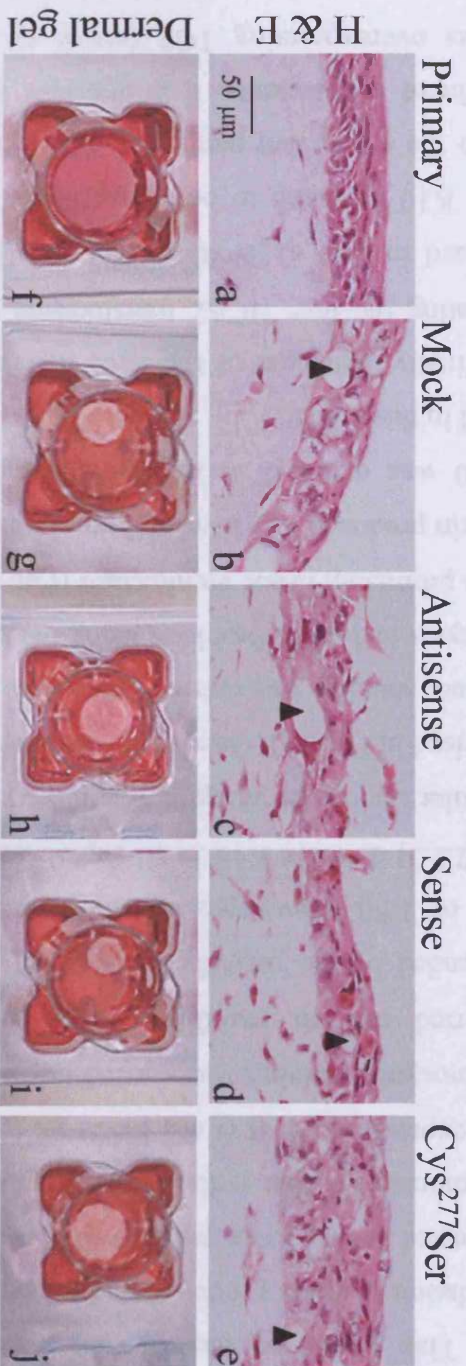 Primary Mock Antisense Sense Cys²⁷⁷Ser
H & E
50 µm
a b c d e
Dermal gel
f g h i j